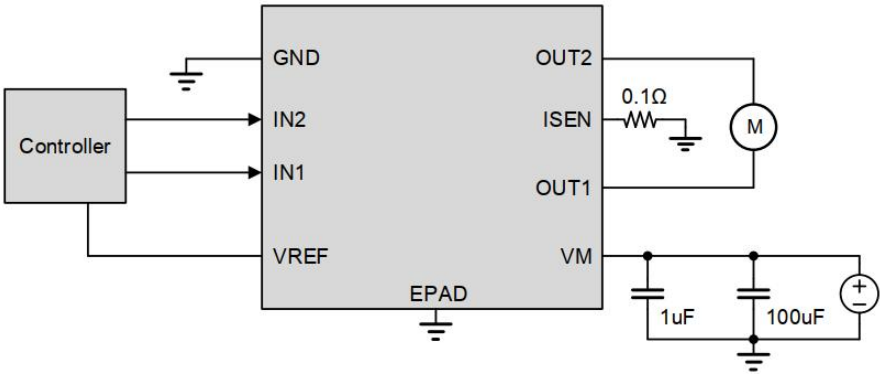 GND
OUT2
0.1Ω
Controller
IN2
ISEN
M
IN1
OUT1
VREF
VM
EPAD
1uF
100uF